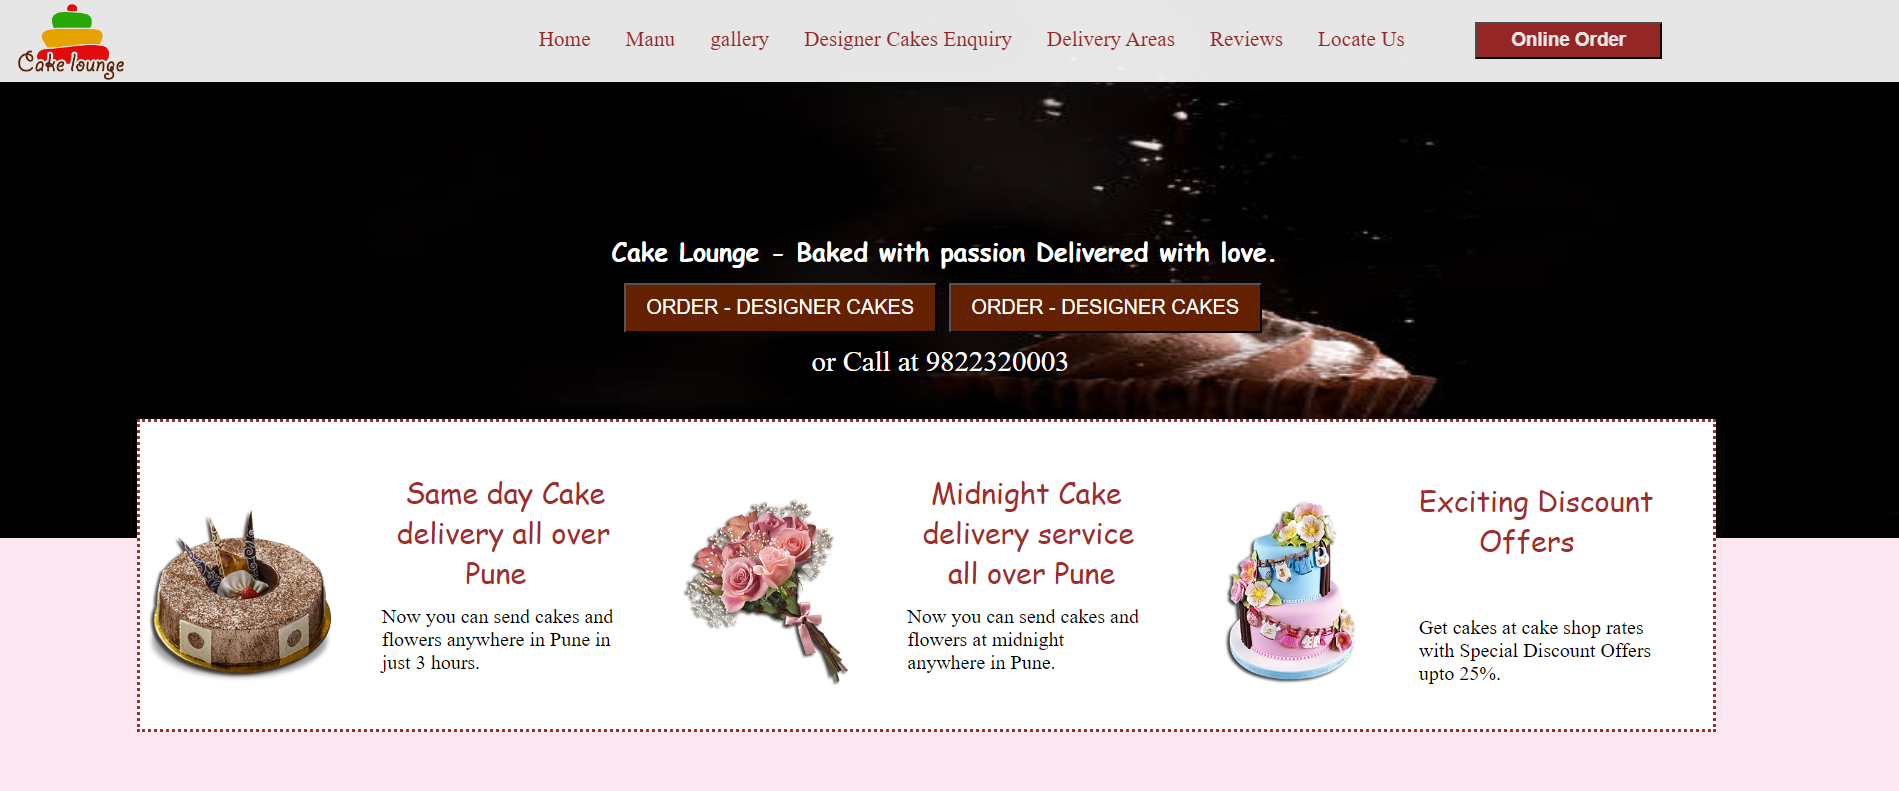 Cake lounge
Home Manu gallery Designer Cakes Enquiry Delivery Areas Reviews Locate Us Online Order
Cake Lounge - Baked with passion Delivered with love.
ORDER - DESIGNER CAKES ORDER - DESIGNER CAKES
or Call at 9822320003
Same day Cake
delivery all over
Pune
Now you can send cakes and
flowers anywhere in Pune in
just 3 hours.
Midnight Cake
delivery service
all over Pune
Now you can send cakes and
flowers at midnight
anywhere in Pune.
Exciting Discount
Offers
Get cakes at cake shop rates
with Special Discount Offers
upto 25%.